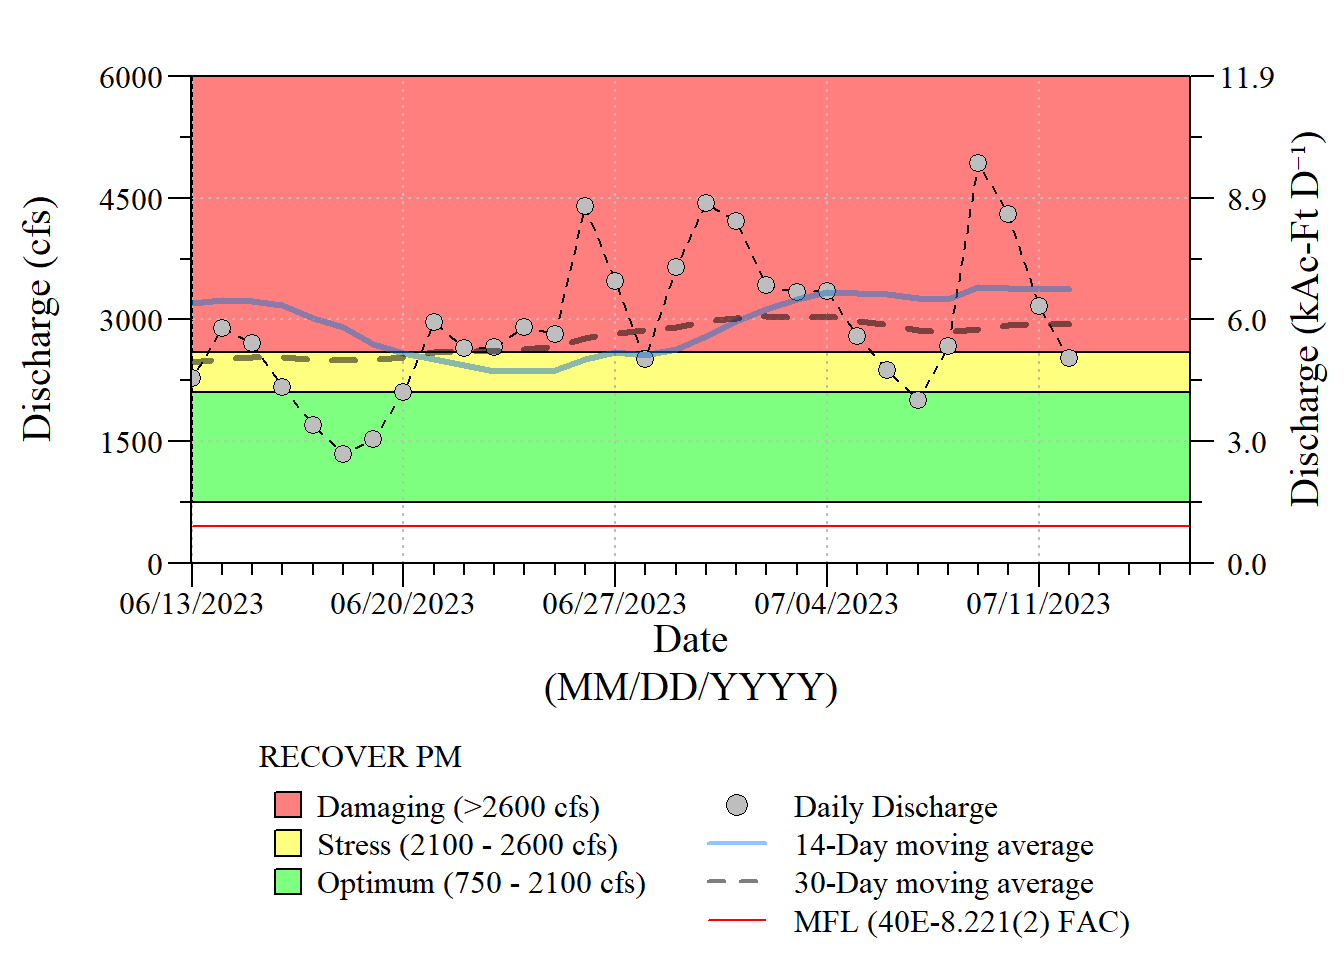 6000
4500
3000
1500
0
Discharge (cfs)
11.9
8.9
6.0
3.0
0.0
Discharge (kAc-Ft D⁻¹)
06/13/2023 06/20/2023 06/27/2023 07/04/2023 07/11/2023
Date
(MM/DD/YYYY)
RECOVER PM
Damaging (>2600 cfs)
Stress (2100 - 2600 cfs)
Optimum (750 - 2100 cfs)
Daily Discharge
14-Day moving average
30-Day moving average
MFL (40E-8.221(2) FAC)